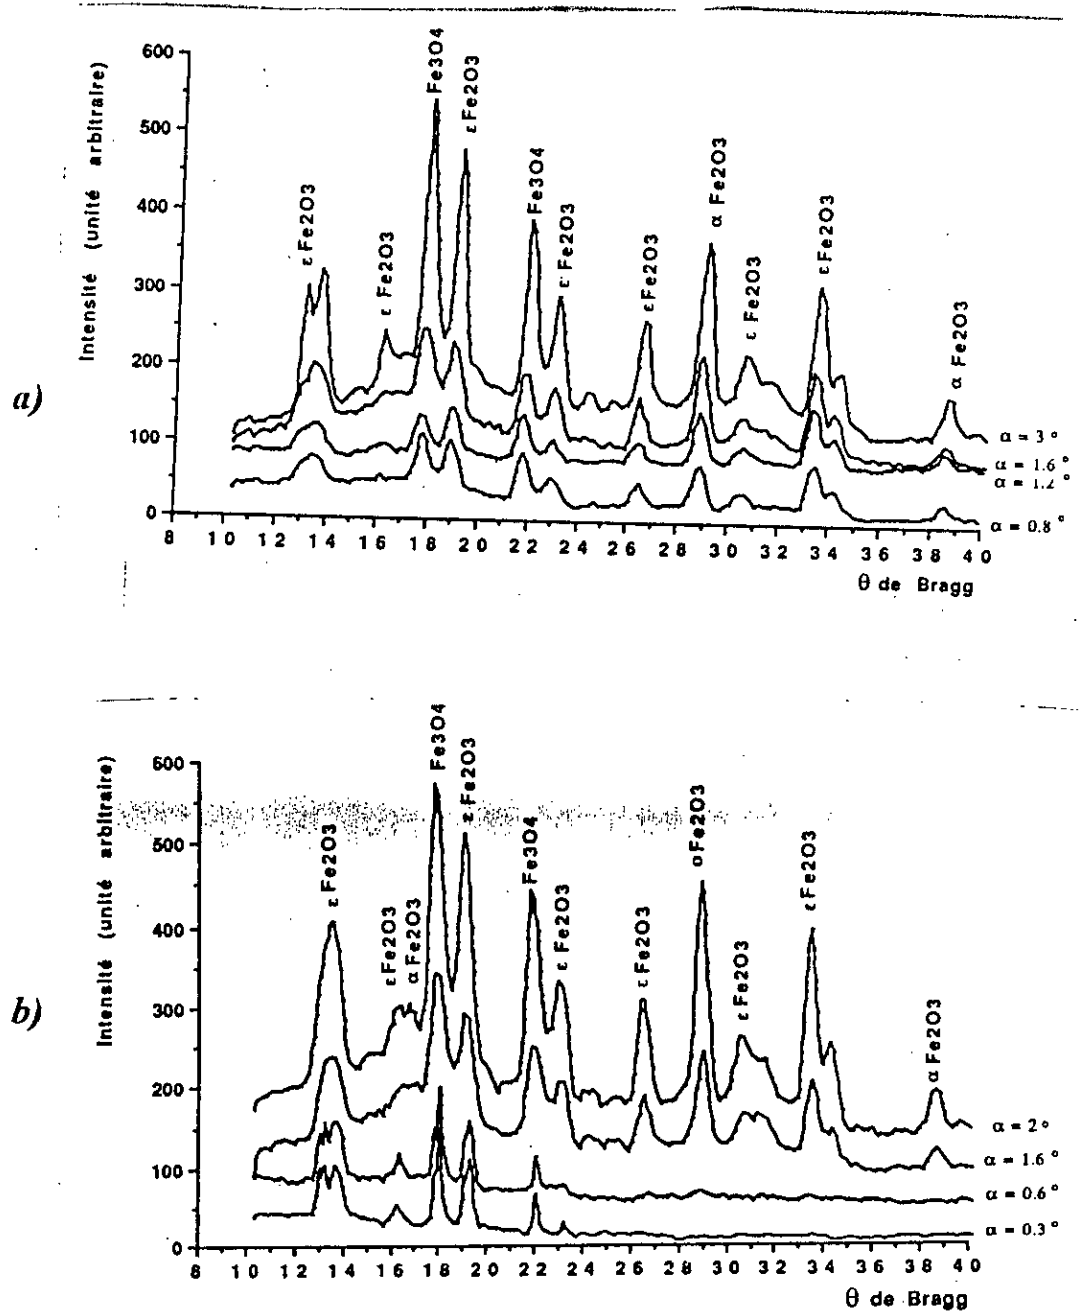 a)
Intensité (unité arbitraire)
600
500
400
300
200
100
0
ε Fe2O3
ε Fe2O3
Fe3O4
ε Fe2O3
Fe3O4
ε Fe2O3
ε Fe2O3
α Fe2O3
ε Fe2O3
ε Fe2O3
α Fe2O3
α = 3 °
α = 1.6 °
α = 1.2 °
α = 0.8 °
8 10 12 14 16 18 20 22 24 26 28 30 32 34 36 38 40
θ de Bragg
b)
Intensité (unité arbitraire)
600
500
400
300
200
100
0
ε Fe2O3
ε Fe2O3
α Fe2O3
Fe3O4
ε Fe2O3
Fe3O4
ε Fe2O3
ε Fe2O3
α Fe2O3
ε Fe2O3
ε Fe2O3
α Fe2O3
α = 2 °
α = 1.6 °
α = 0.6 °
α = 0.3 °
8 10 12 14 16 18 20 22 24 26 28 30 32 34 36 38 40
θ de Bragg